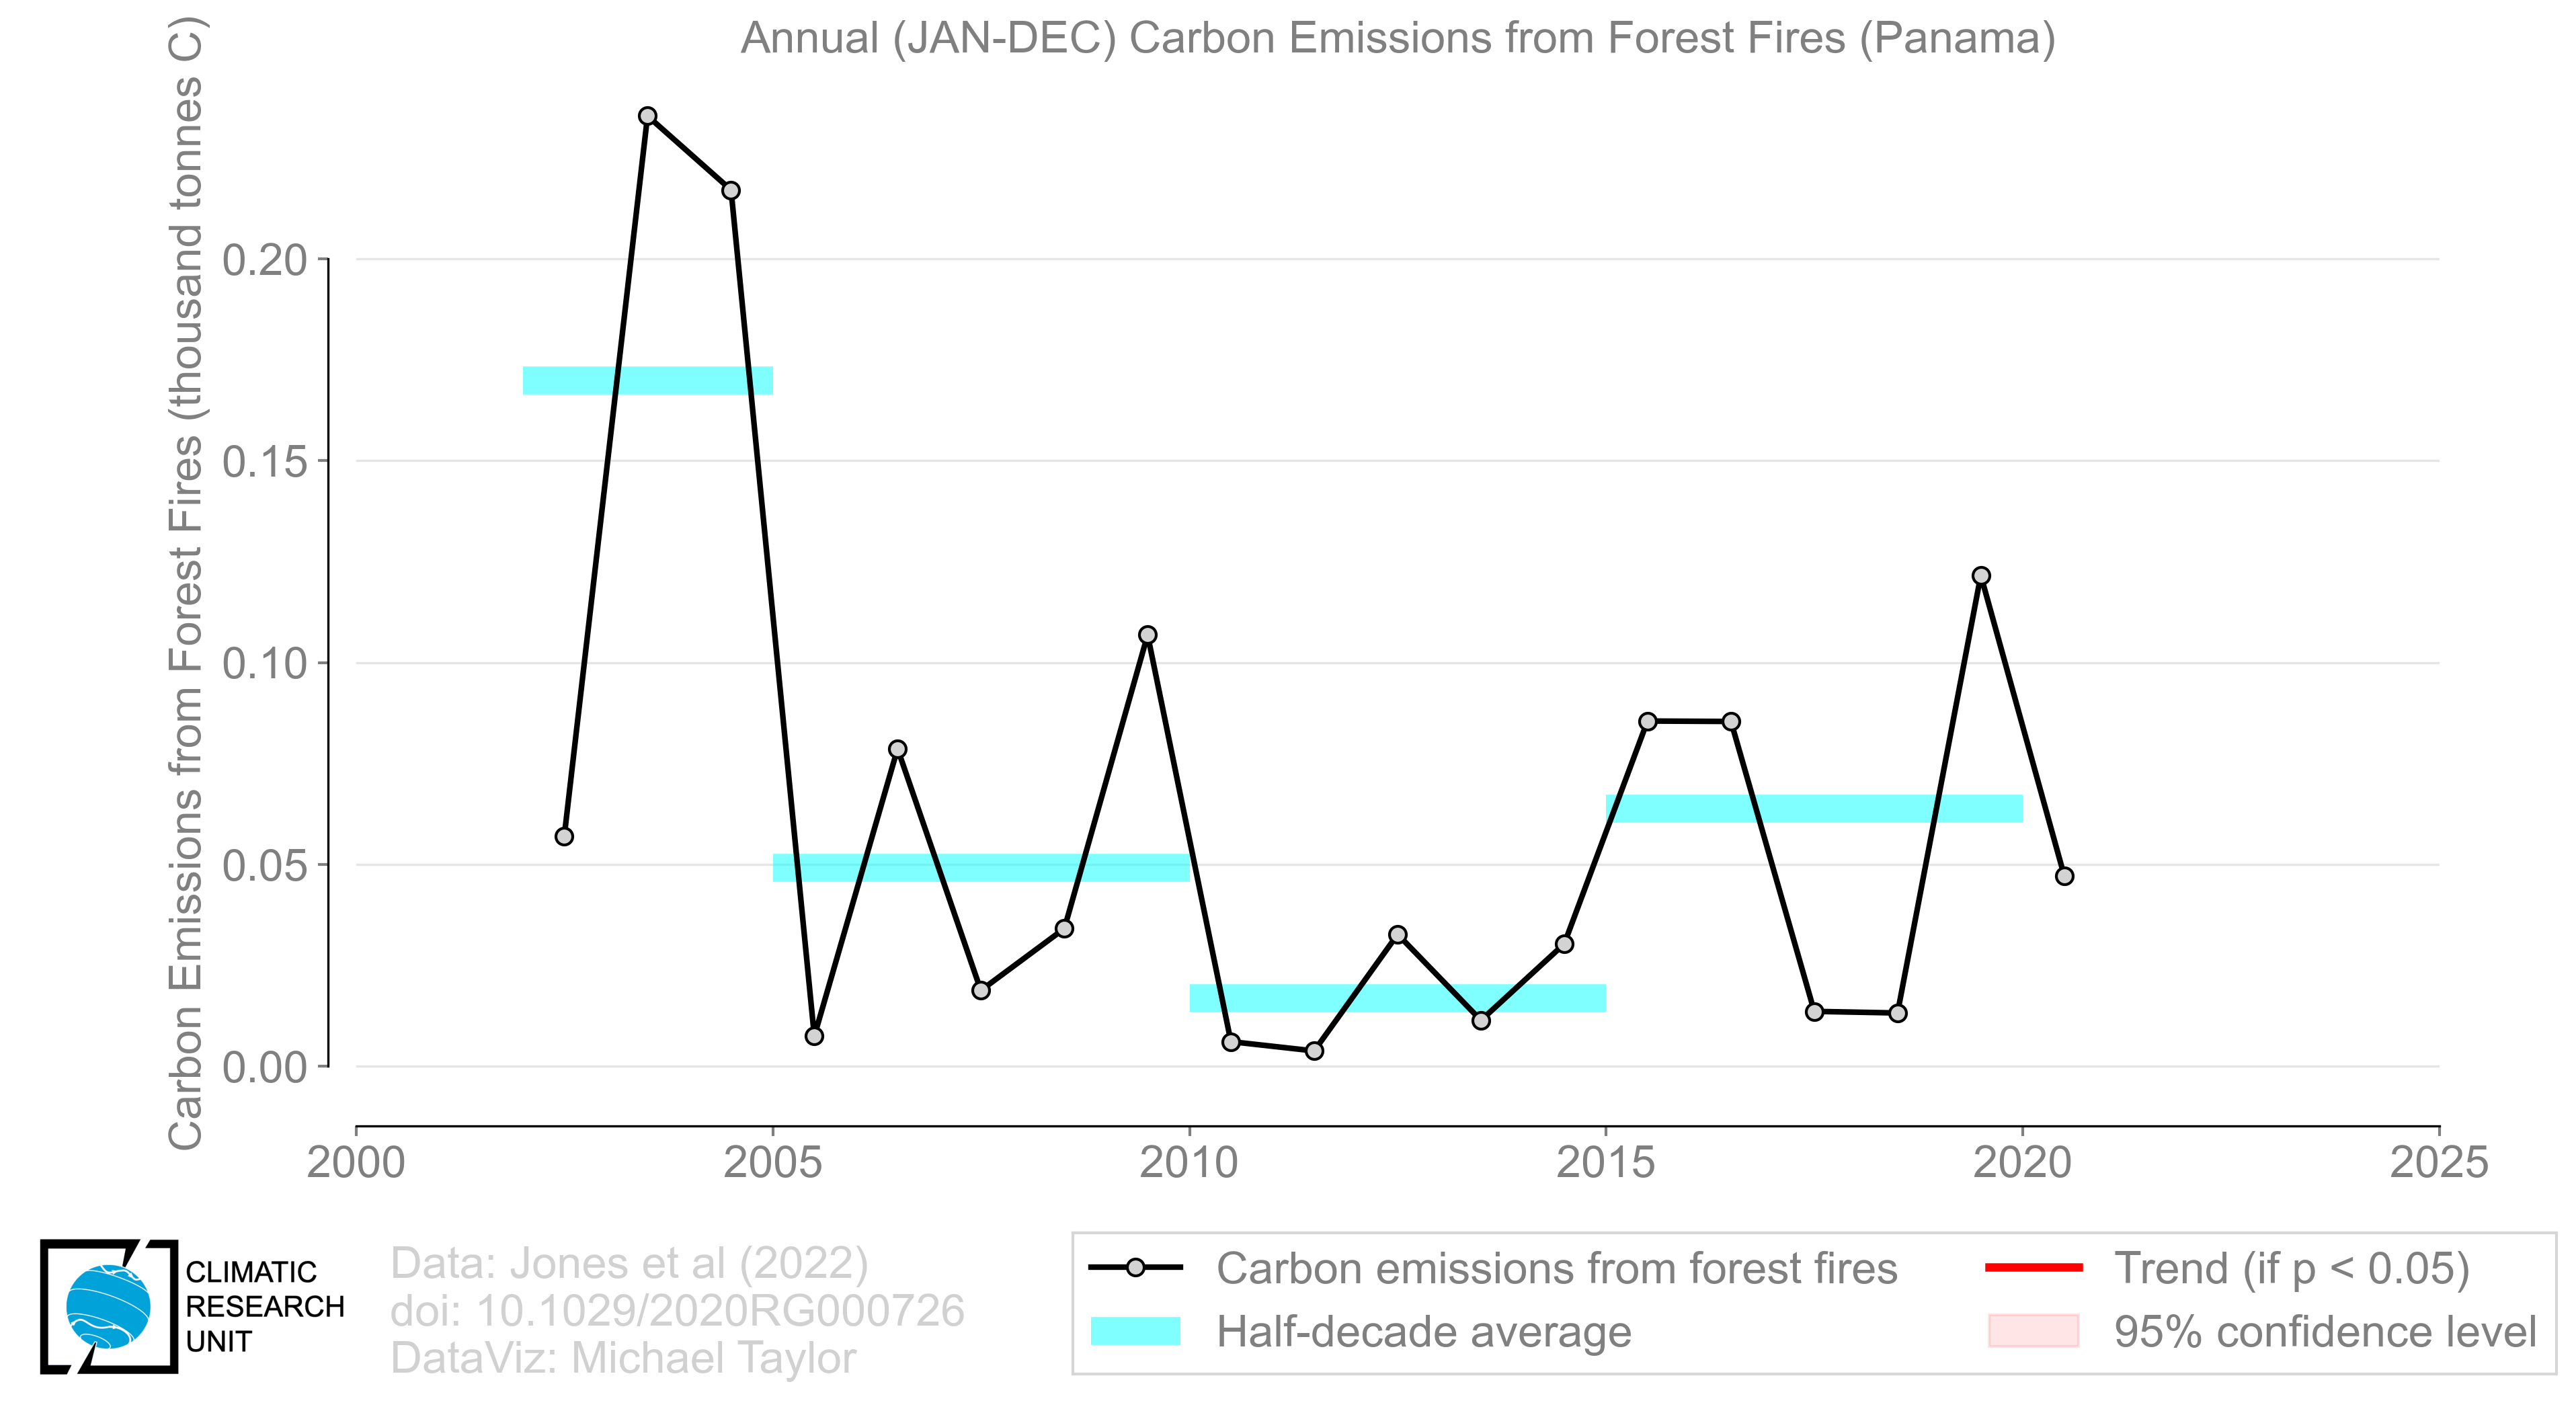 Annual (JAN-DEC) Carbon Emissions from Forest Fires (Panama)
Carbon Emissions from Forest Fires (thousand tonnes C)
0.20
0.15
0.10
0.05
0.00
2000 2005 2010 2015 2020 2025
CLIMATIC
RESEARCH
UNIT
Data: Jones et al (2022)
doi: 10.1029/2020RG000726
DataViz: Michael Taylor
Carbon emissions from forest fires
Half-decade average
Trend (if p < 0.05)
95% confidence level